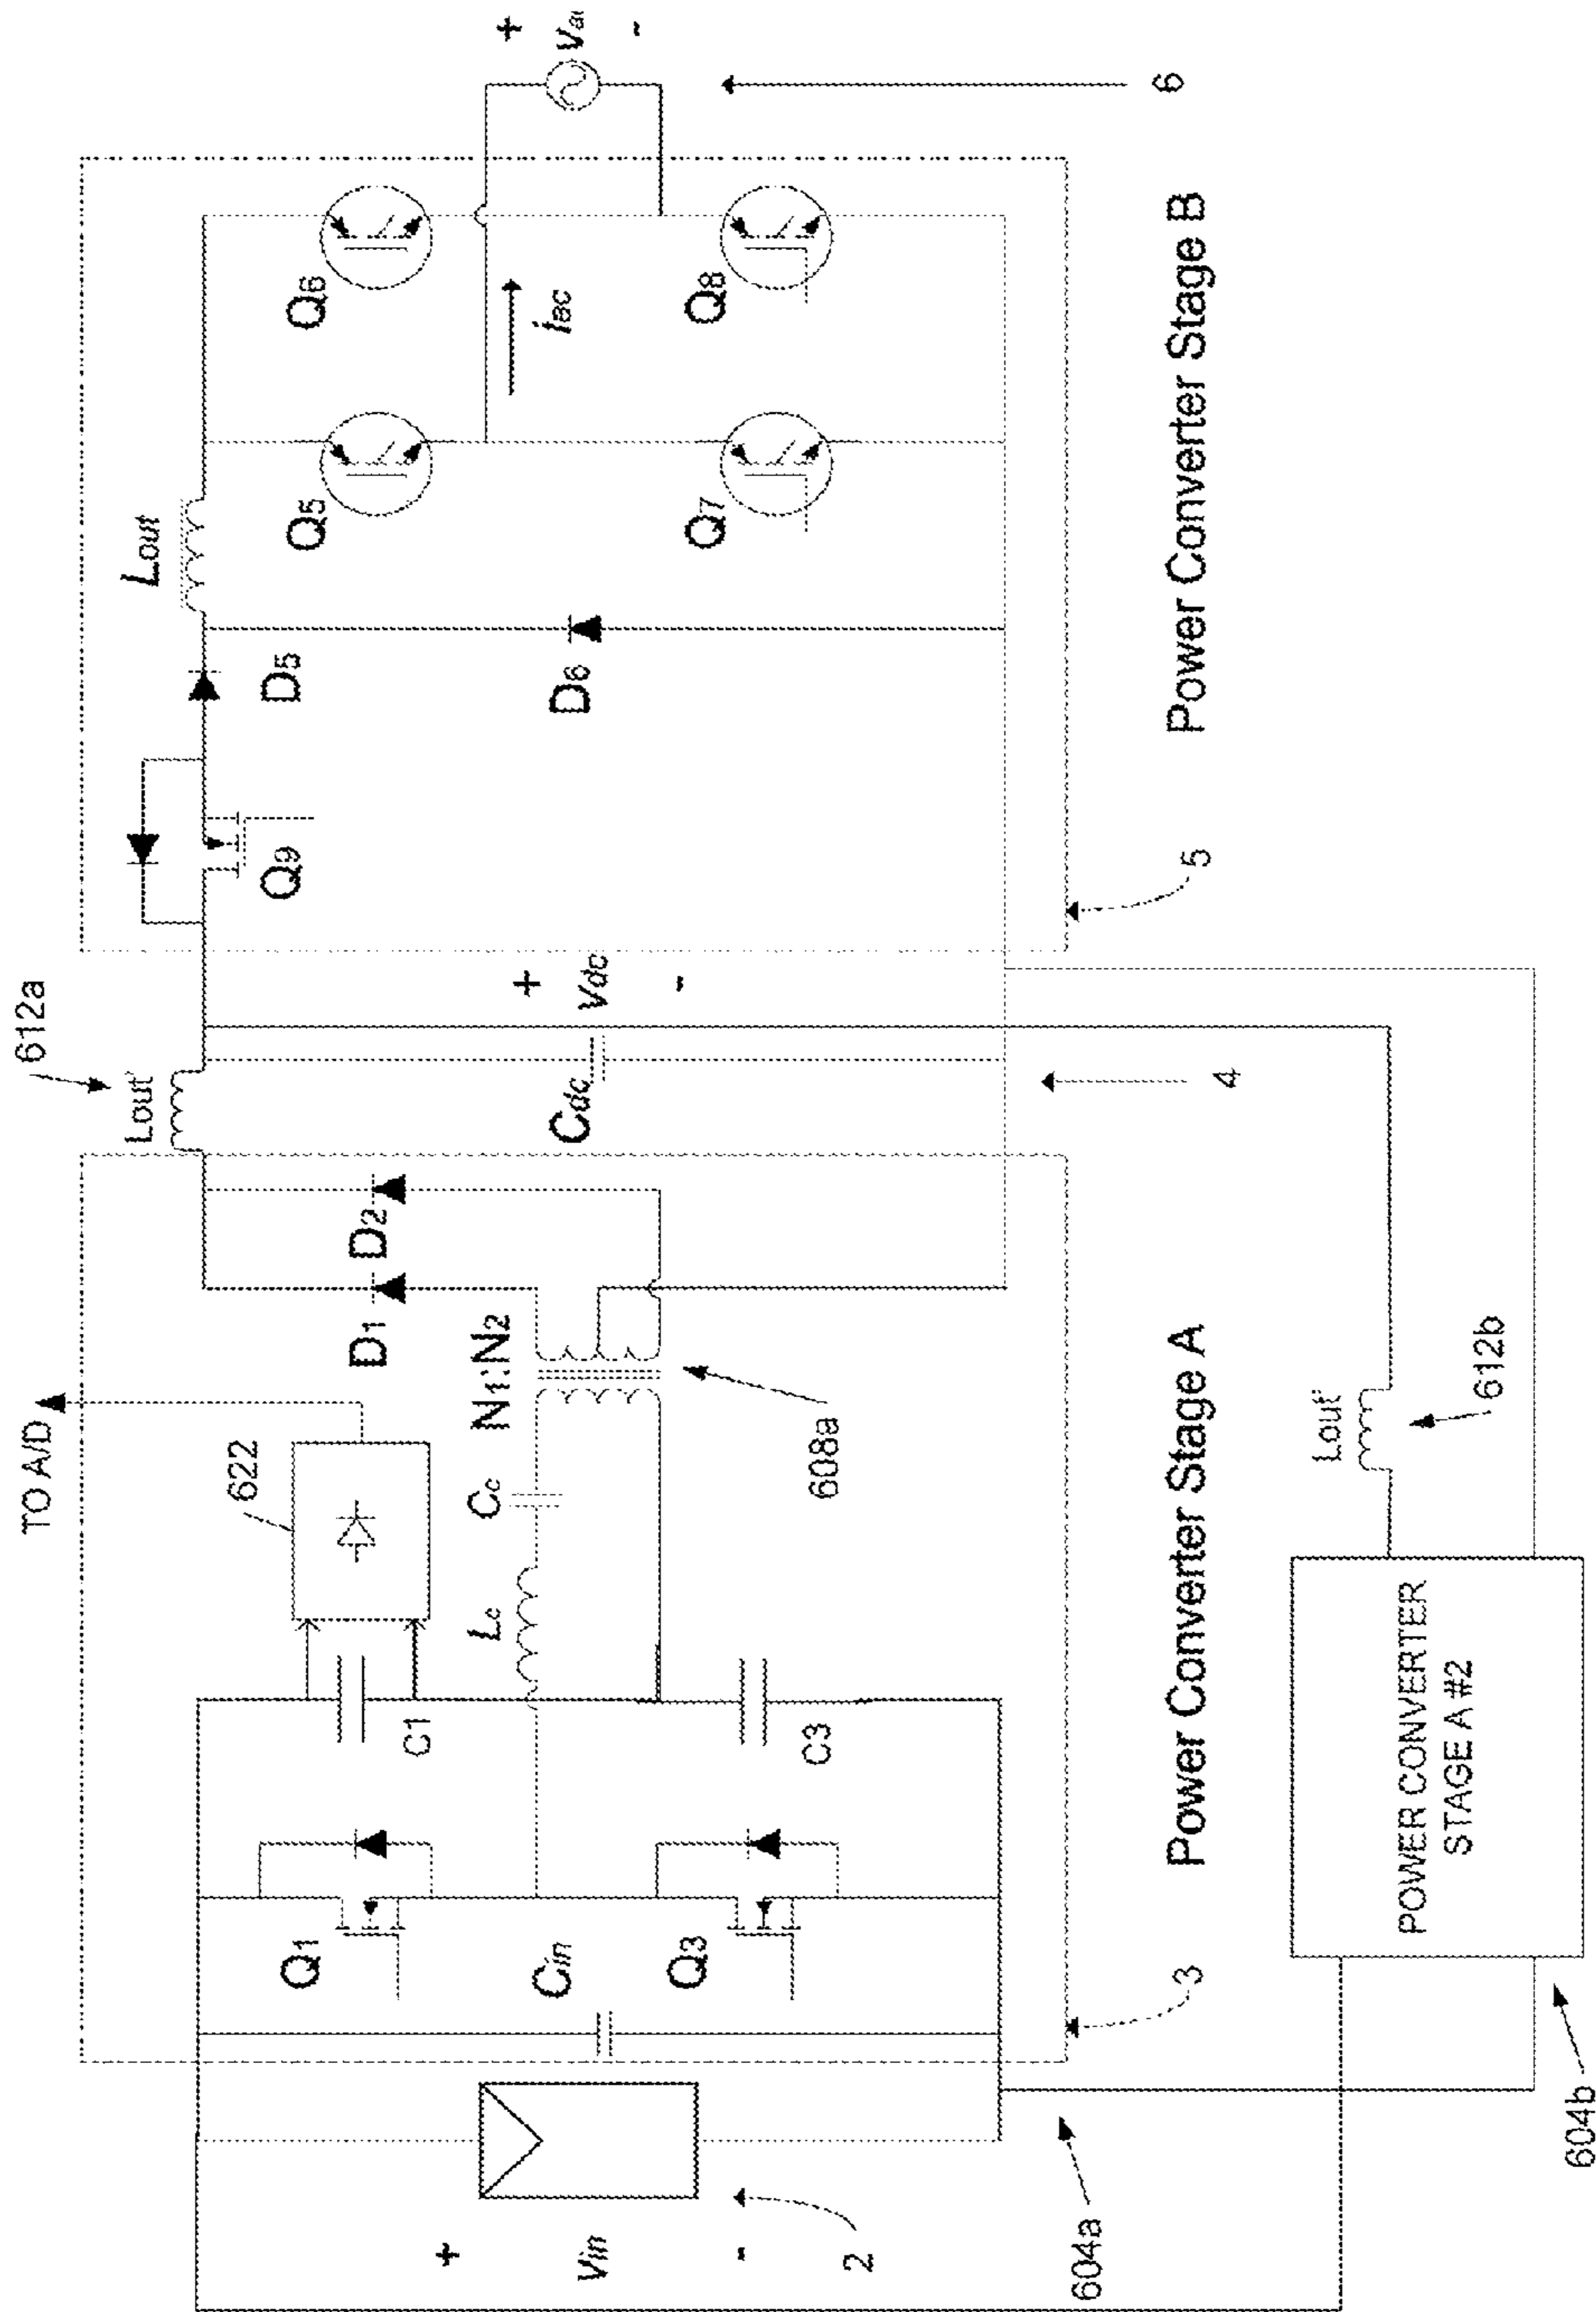 TO A/D
612a
622
Lout'
Lout
Q1
C1
D1
D2
Q9
D5
Q5
Q6
+
Vin
-
Cin
Lc
Cc
N1:N2
Cdc
+
Vdc
-
D6
iac
+
-
Q3
C3
608a
Q7
Q8
2
604a
3
4
5
6
Power Converter Stage A
Power Converter Stage B
Lout'
612b
POWER CONVERTER
STAGE A #2
604b